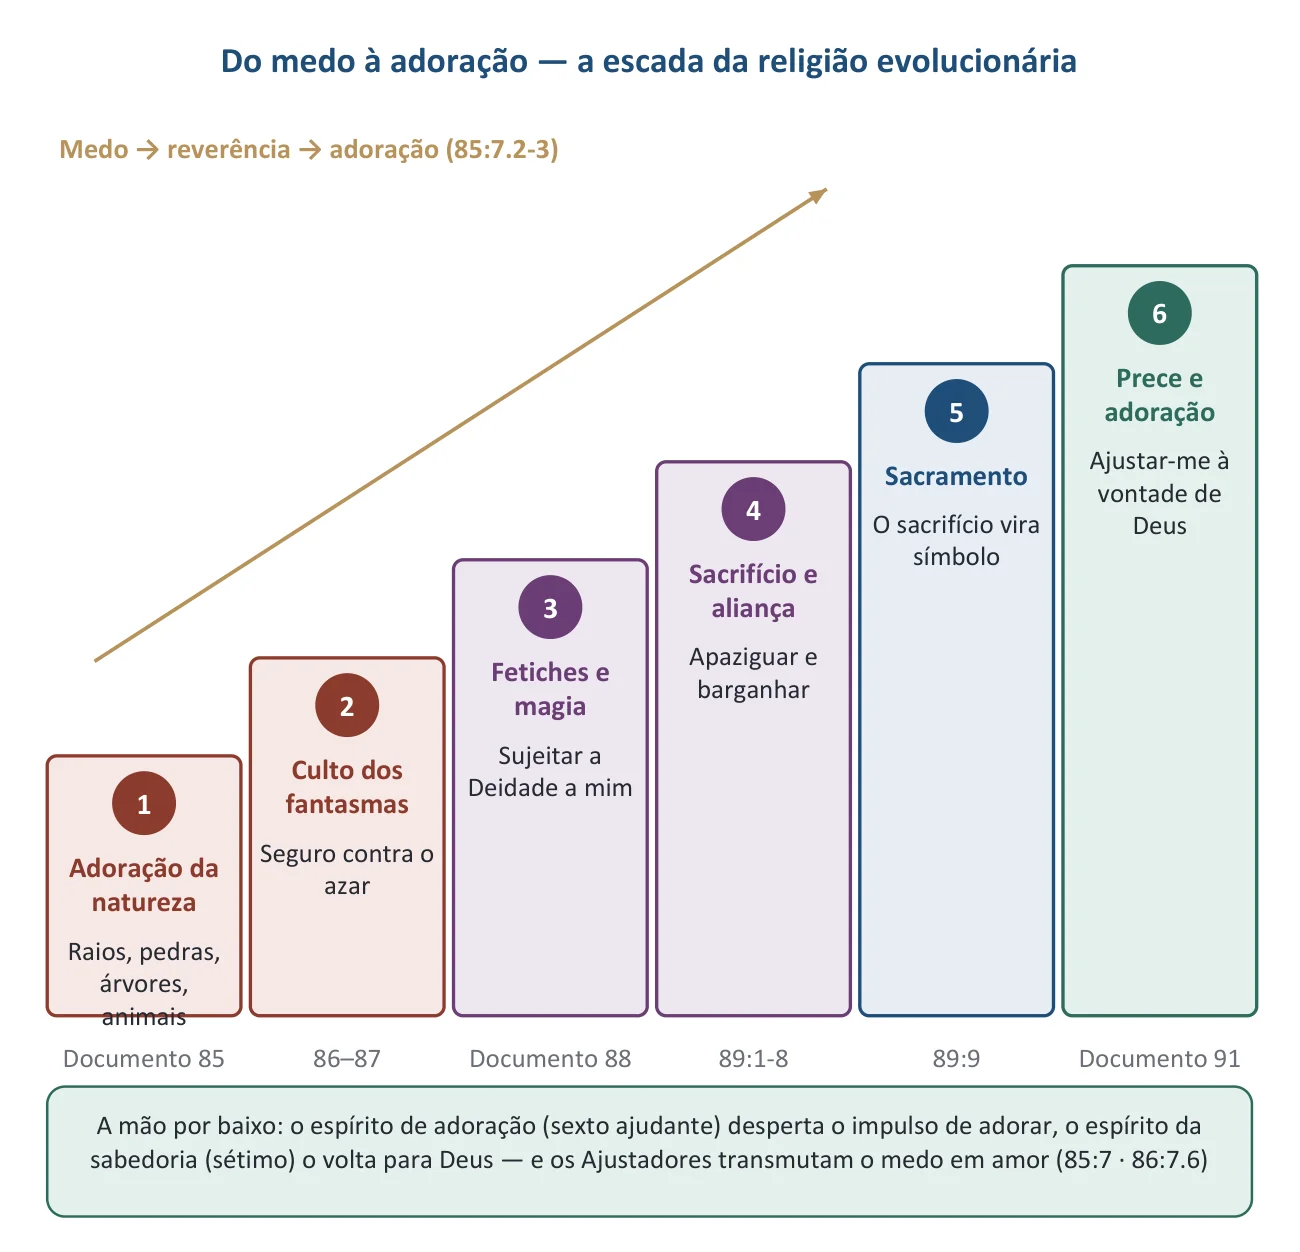 Do medo à adoração — a escada da religião evolucionária
Medo → reverência → adoração (85:7.2-3)
1
Adoração da
natureza
Raios, pedras,
árvores,
animais
2
Culto dos
fantasmas
Seguro contra o
azar
3
Fetiches e
magia
Sujeitar a
Deidade a mim
4
Sacrifício e
aliança
Apaziguar e
barganhar
5
Sacramento
O sacrifício vira
símbolo
6
Prece e
adoração
Ajustar-me à
vontade de
Deus
Documento 85
86–87
Documento 88
89:1-8
89:9
Documento 91
A mão por baixo: o espírito de adoração (sexto ajudante) desperta o impulso de adorar, o espírito da
sabedoria (sétimo) o volta para Deus — e os Ajustadores transmutam o medo em amor (85:7 · 86:7.6)